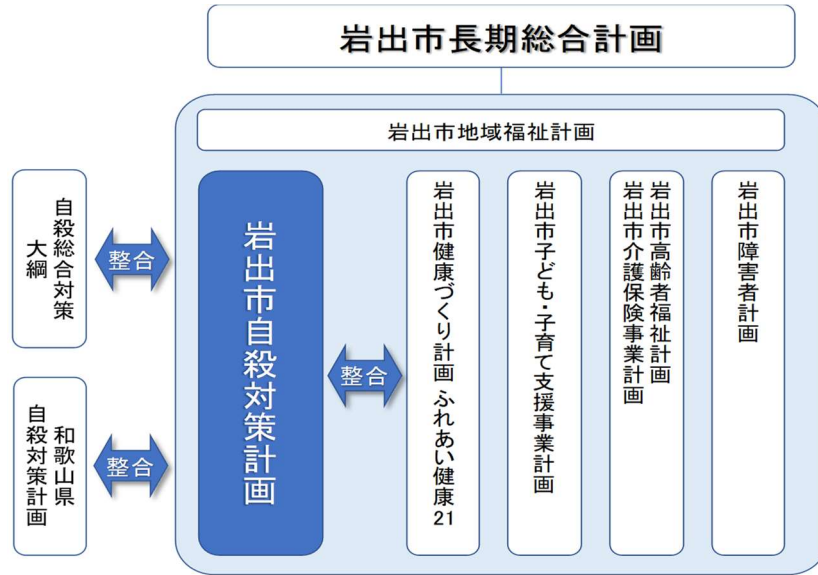 岩出市長期総合計画
岩出市地域福祉計画
自殺総合対策
大綱
整合
和歌山県
自殺対策計画
整合
岩出市自殺対策計画
整合
岩出市健康づくり計画 ふれあい健康21
岩出市子ども・子育て支援事業計画
岩出市高齢者福祉計画
岩出市介護保険事業計画
岩出市障害者計画